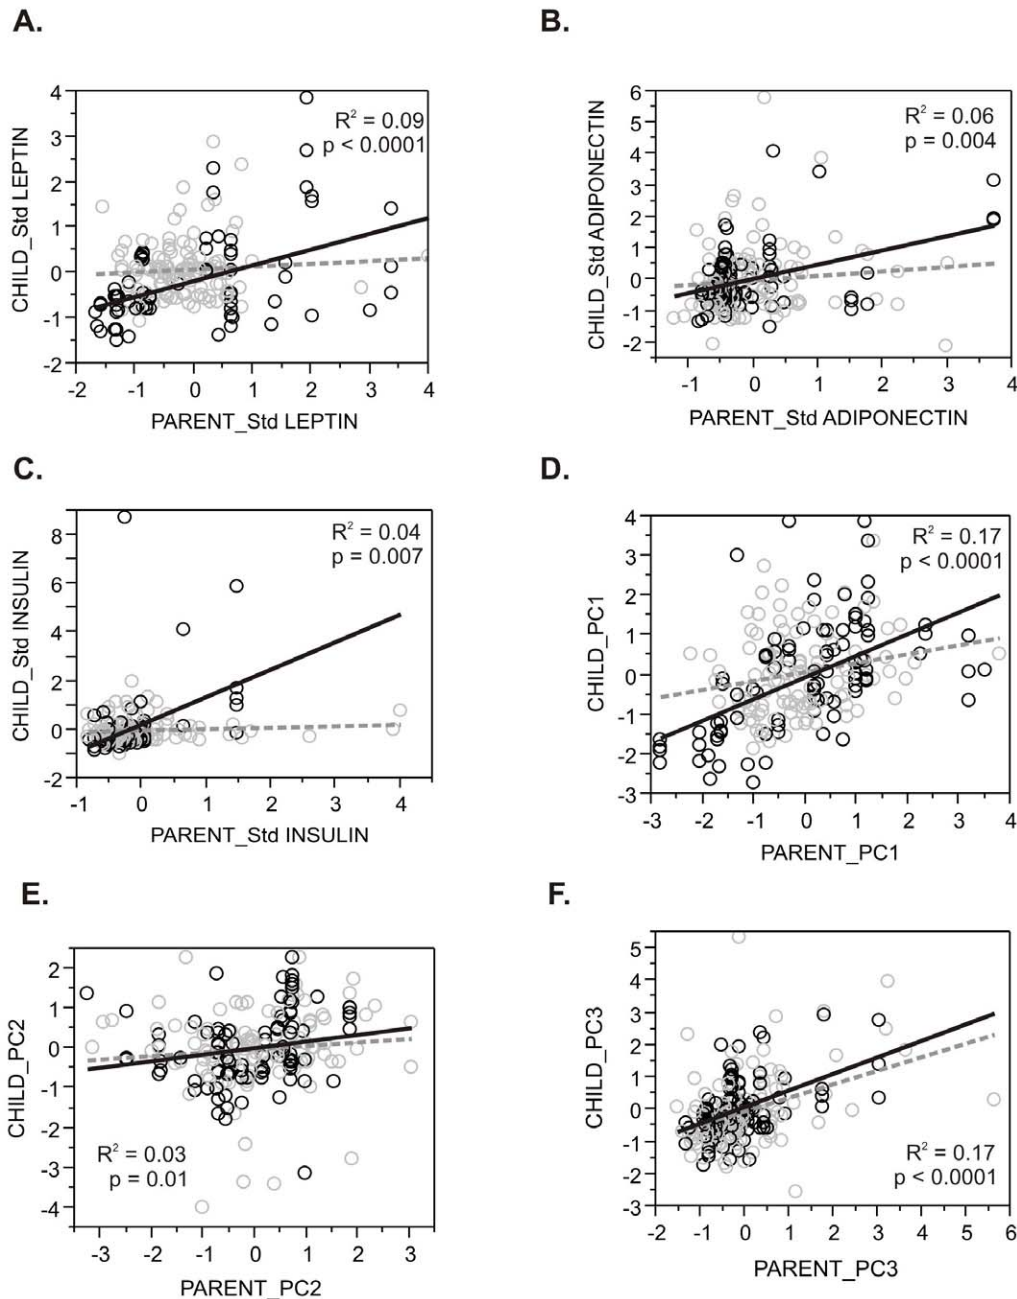 A.
4
3
2
1
0
-1
-2
-2 -1 0 1 2 3 4
CHILD_Std LEPTIN
R² = 0.09
p < 0.0001
PARENT_Std LEPTIN
B.
6
5
4
3
2
1
0
-1
-2
-1 0 1 2 3 4
CHILD_Std ADIPONECTIN
R² = 0.06
p = 0.004
PARENT_Std ADIPONECTIN
C.
8
6
4
2
0
-2
-1 0 1 2 3 4
CHILD_Std INSULIN
R² = 0.04
p = 0.007
PARENT_Std INSULIN
D.
4
3
2
1
0
-1
-2
-3
-3 -2 -1 0 1 2 3 4
CHILD_PC1
R² = 0.17
p < 0.0001
PARENT_PC1
E.
2
1
0
-1
-2
-3
-4
-3 -2 -1 0 1 2 3
CHILD_PC2
R² = 0.03
p = 0.01
PARENT_PC2
F.
5
4
3
2
1
0
-1
-2
-3
-2 -1 0 1 2 3 4 5 6
CHILD_PC3
R² = 0.17
p < 0.0001
PARENT_PC3